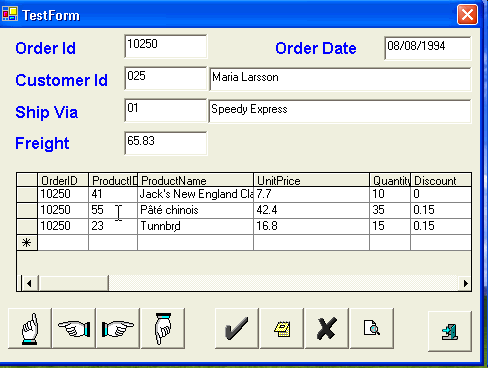 TestForm
Order Id 10250 Order Date 08/08/1994
Customer Id 025 Maria Larsson
Ship Via 01 Speedy Express
Freight 65.83
OrderID ProductID ProductName UnitPrice Quantity Discount
10250 41 Jack's New England Cla 7.7 10 0
10250 55 Pâté chinois 42.4 35 0.15
10250 23 Tunnbrd 16.8 15 0.15